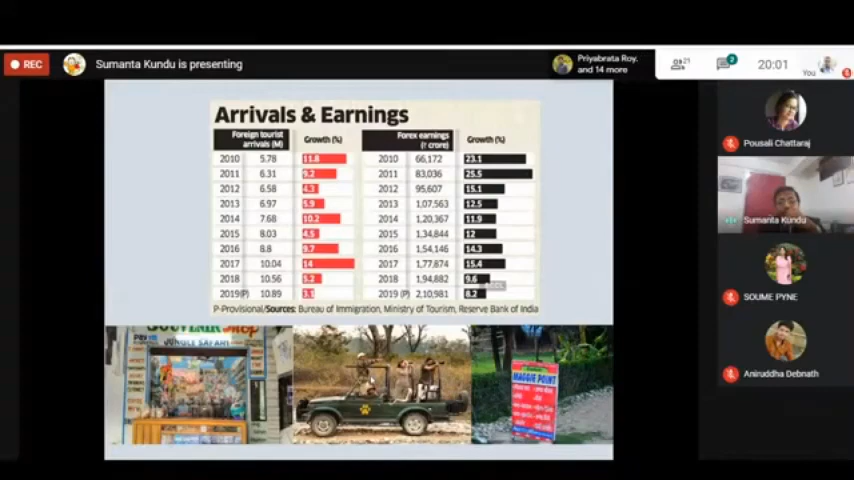 REC
Sumanta Kundu is presenting
Priyabrata Roy.
and 14 more
21
2
20:01
You
Arrivals & Earnings
Foreign tourist arrivals (M) Growth (%) Forex earnings (₹ crore) Growth (%)
2010 5.78 11.8 2010 66,172 23.1
2011 6.31 9.2 2011 83,036 25.5
2012 6.58 4.3 2012 95,607 15.1
2013 6.97 5.9 2013 1,07,563 12.5
2014 7.68 10.2 2014 1,20,367 11.9
2015 8.03 4.5 2015 1,34,844 12
2016 8.8 9.7 2016 1,54,146 14.3
2017 10.04 14 2017 1,77,874 15.4
2018 10.56 5.2 2018 1,94,882 9.6
2019(P) 10.89 3.1 2019 (P) 2,10,981 8.2
P-Provisional/Sources: Bureau of Immigration, Ministry of Tourism, Reserve Bank of India
SOUVENIR Shop
JUNGLE SAFARI
MAGGIE POINT
Pousali Chattaraj
Sumanta Kundu
SOUME PYNE
Aniruddha Debnath